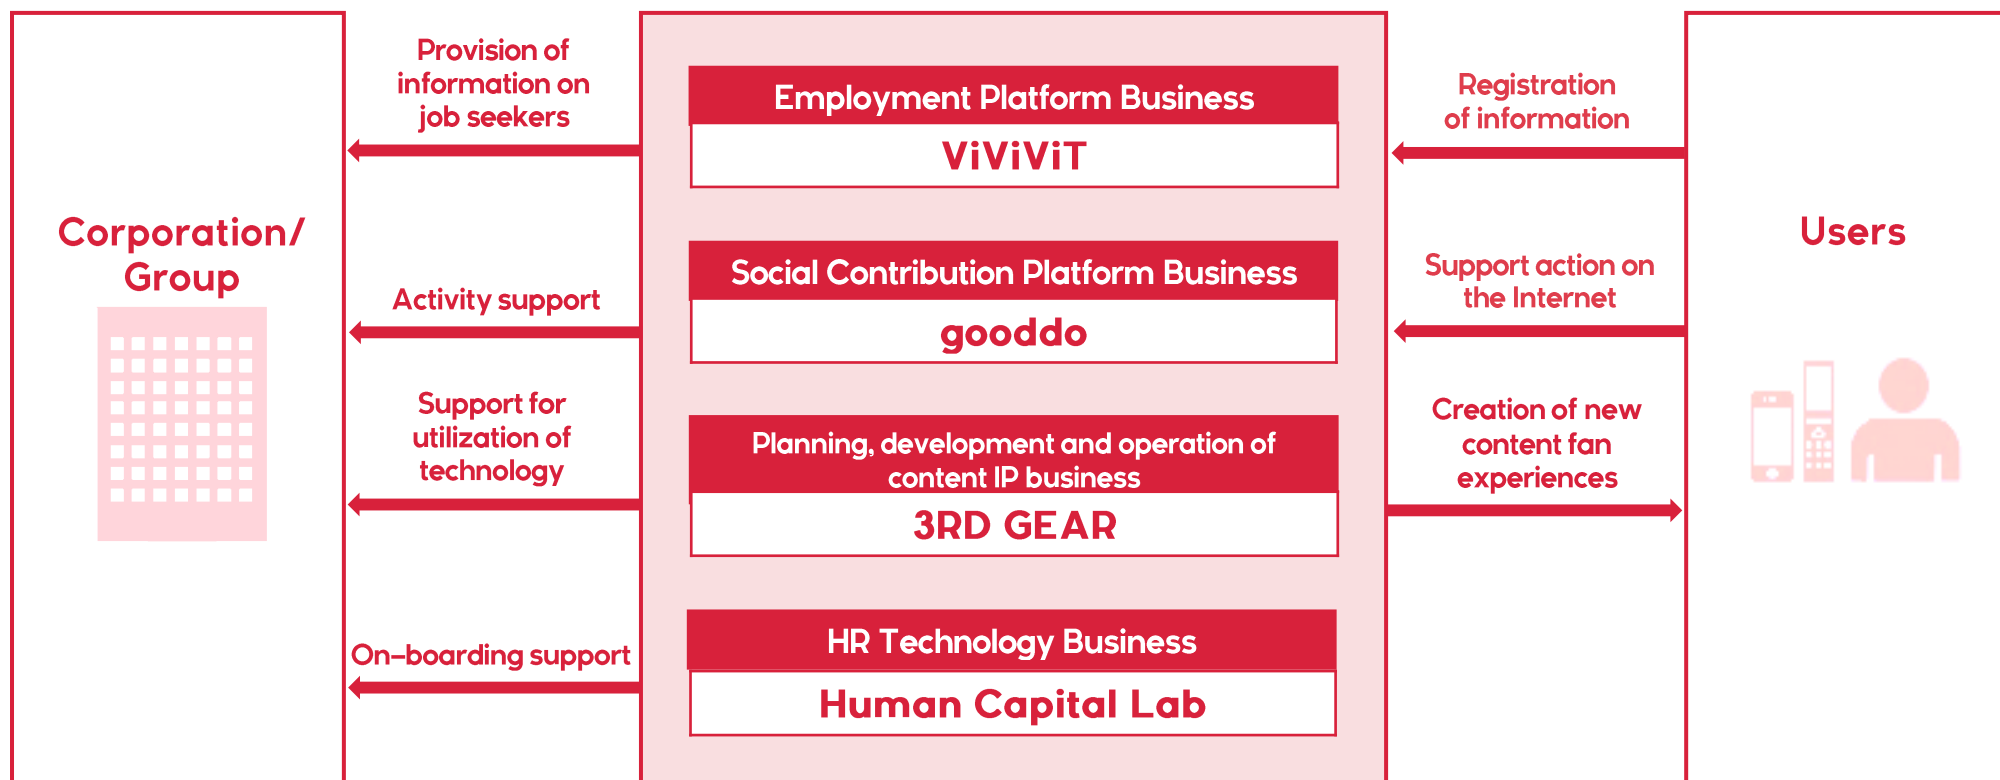 Corporation/
Group
Provision of
information on
job seekers
Activity support
Support for
utilization of
technology
On-boarding support
Employment Platform Business
ViViViT
Social Contribution Platform Business
gooddo
Planning, development and operation of
content IP business
3RD GEAR
HR Technology Business
Human Capital Lab
Registration
of information
Support action on
the Internet
Creation of new
content fan
experiences
Users